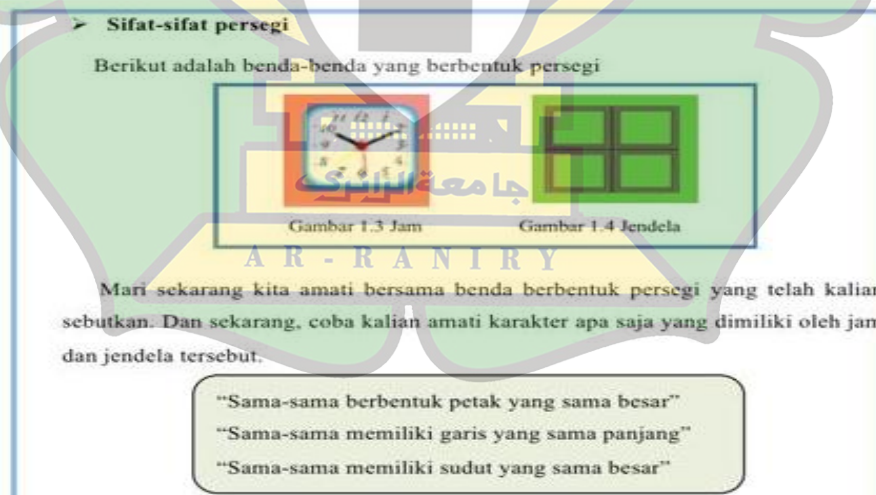 ➢ Sifat-sifat persegi
Berikut adalah benda-benda yang berbentuk persegi
جامعة الرانري
Gambar 1.3 Jam
Gambar 1.4 Jendela
AR-RANIRY
Mari sekarang kita amati bersama benda berbentuk persegi yang telah kalian
sebutkan. Dan sekarang, coba kalian amati karakter apa saja yang dimiliki oleh jam
dan jendela tersebut.
“Sama-sama berbentuk petak yang sama besar”
“Sama-sama memiliki garis yang sama panjang”
“Sama-sama memiliki sudut yang sama besar”